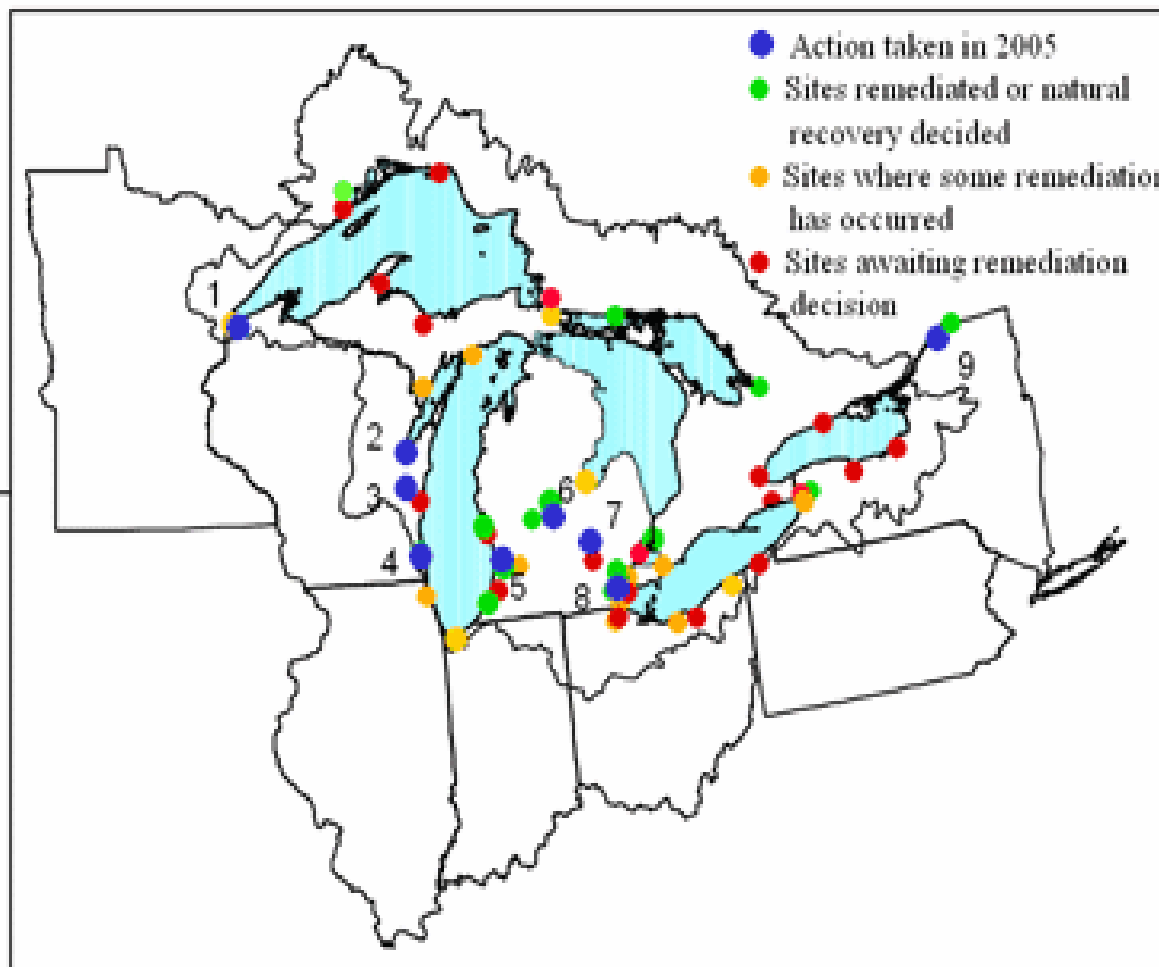 Action taken in 2005
Sites remediated or natural
recovery decided
Sites where some remediation
has occurred
Sites awaiting remediation
decision
1
9
2
3
6
7
4
5
8